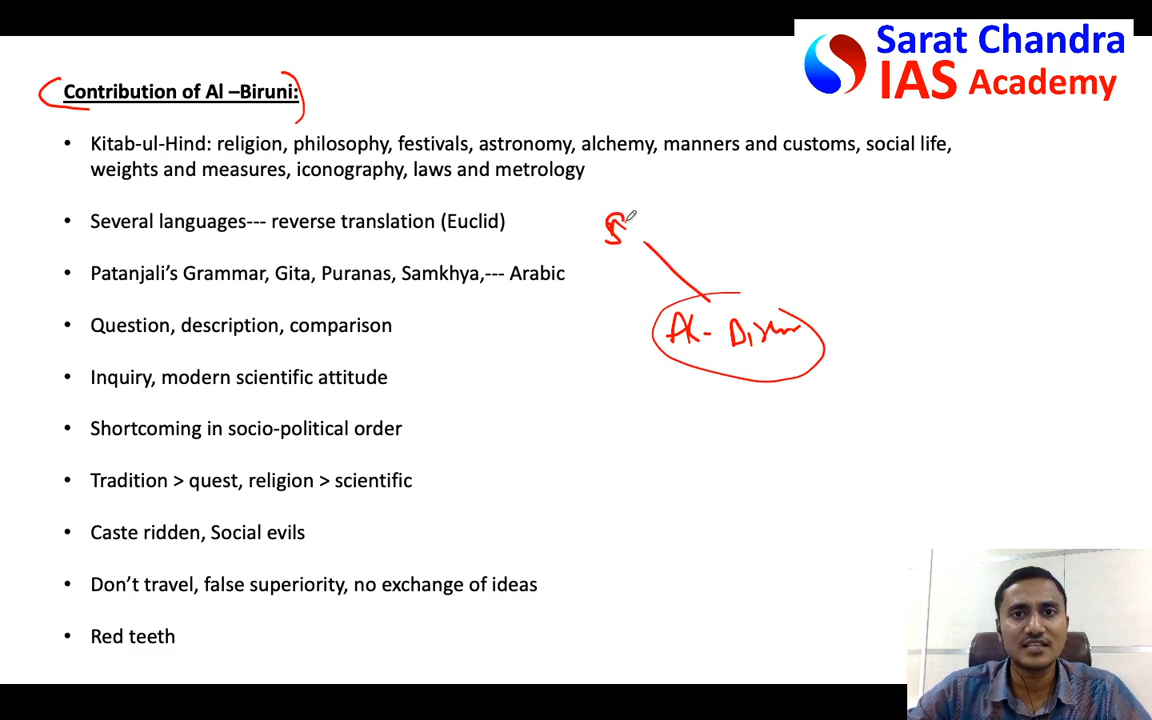 Sarat Chandra
IAS Academy
Contribution of Al –Biruni:
• Kitab-ul-Hind: religion, philosophy, festivals, astronomy, alchemy, manners and customs, social life,
weights and measures, iconography, laws and metrology
• Several languages--- reverse translation (Euclid)
• Patanjali’s Grammar, Gita, Puranas, Samkhya,--- Arabic
• Question, description, comparison
• Inquiry, modern scientific attitude
• Shortcoming in socio-political order
• Tradition > quest, religion > scientific
• Caste ridden, Social evils
• Don’t travel, false superiority, no exchange of ideas
• Red teeth
Al-